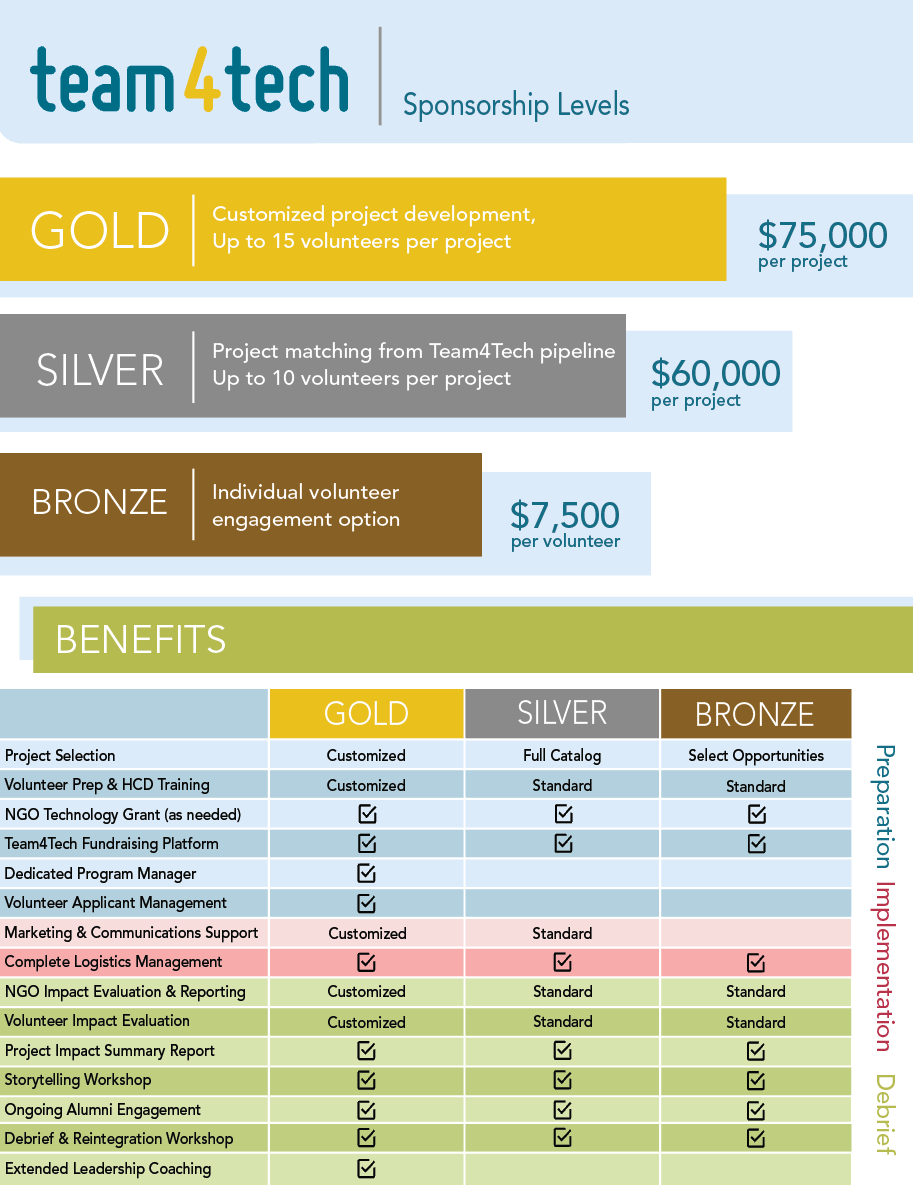 team4tech
Sponsorship Levels
GOLD
Customized project development,
Up to 15 volunteers per project
$75,000
per project
SILVER
Project matching from Team4Tech pipeline
Up to 10 volunteers per project
$60,000
per project
BRONZE
Individual volunteer
engagement option
$7,500
per volunteer
BENEFITS
GOLD SILVER BRONZE
Project Selection Customized Full Catalog Select Opportunities
Volunteer Prep & HCD Training Customized Standard Standard
NGO Technology Grant (as needed)
Team4Tech Fundraising Platform
Dedicated Program Manager
Volunteer Applicant Management
Marketing & Communications Support Customized Standard
Complete Logistics Management
NGO Impact Evaluation & Reporting Customized Standard Standard
Volunteer Impact Evaluation Customized Standard Standard
Project Impact Summary Report
Storytelling Workshop
Ongoing Alumni Engagement
Debrief & Reintegration Workshop
Extended Leadership Coaching
Preparation
Implementation
Debrief